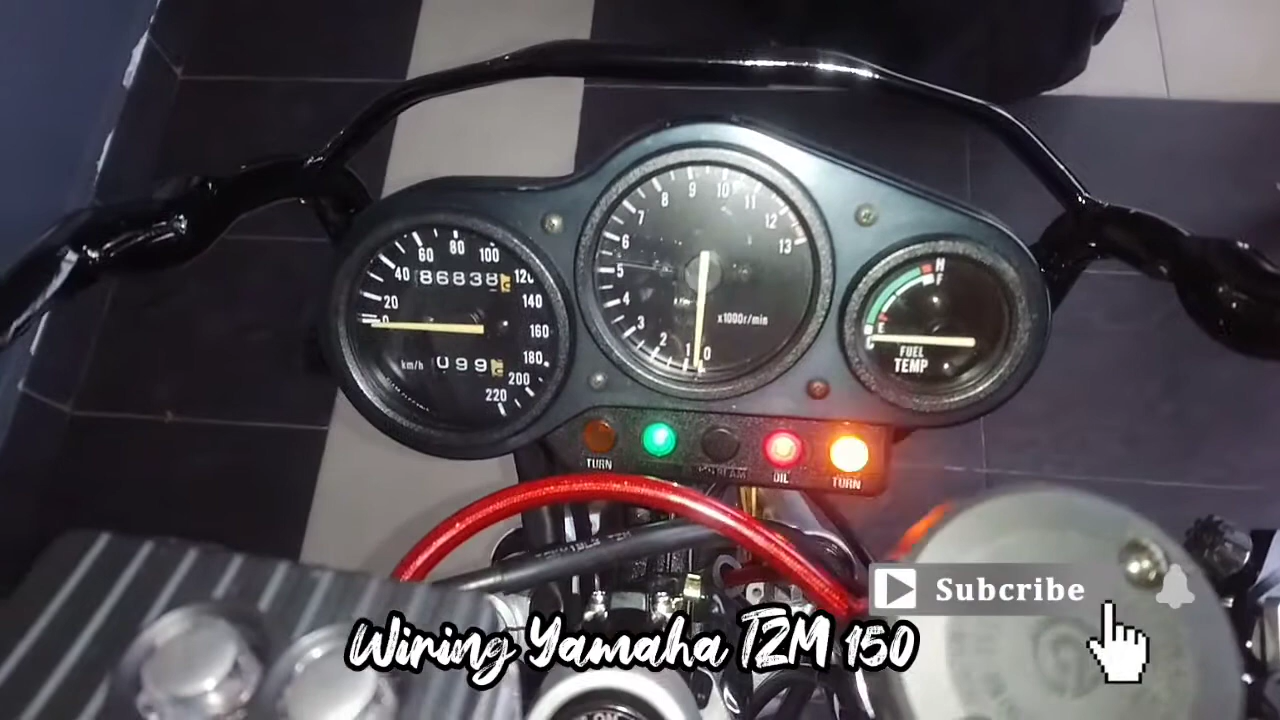 9
10
8
11
7
12
6
13
5
4
3
2
1
0
x1000r/min
80
60
100
40
120
20
140
0
160
180
200
220
86838
km/h
099
H
F
E
C
FUEL
TEMP
TURN
OIL
TURN
Subcribe
Wiring Yamaha TZM 150